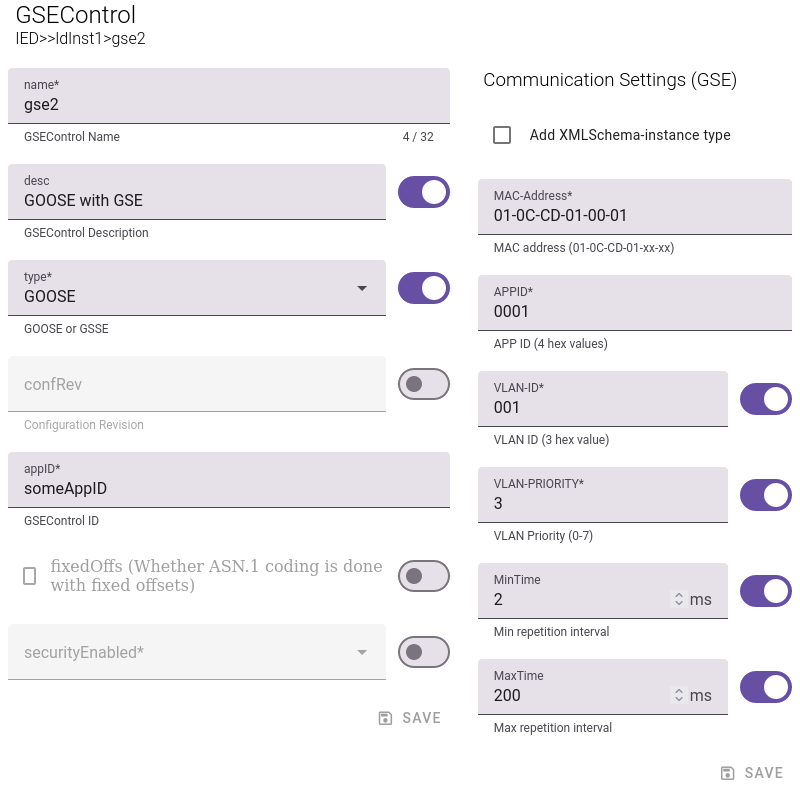 GSEControl
IED>>ldInst1>gse2
name*
gse2
GSEControl Name
4 / 32
desc
GOOSE with GSE
GSEControl Description
type*
GOOSE
GOOSE or GSSE
confRev
Configuration Revision
appID*
someAppID
GSEControl ID
fixedOffs (Whether ASN.1 coding is done
with fixed offsets)
securityEnabled*
SAVE
Communication Settings (GSE)
Add XMLSchema-instance type
MAC-Address*
01-0C-CD-01-00-01
MAC address (01-0C-CD-01-xx-xx)
APPID*
0001
APP ID (4 hex values)
VLAN-ID*
001
VLAN ID (3 hex value)
VLAN-PRIORITY*
3
VLAN Priority (0-7)
MinTime
2 ms
Min repetition interval
MaxTime
200 ms
Max repetition interval
SAVE